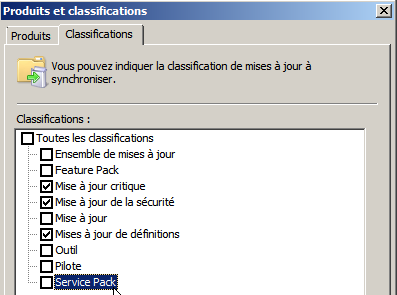 Produits et classifications
Produits
Classifications
Vous pouvez indiquer la classification de mises à jour à
synchroniser.
Classifications :
Toutes les classifications
Ensemble de mises à jour
Feature Pack
Mise à jour critique
Mise à jour de la sécurité
Mise à jour
Mises à jour de définitions
Outil
Pilote
Service Pack